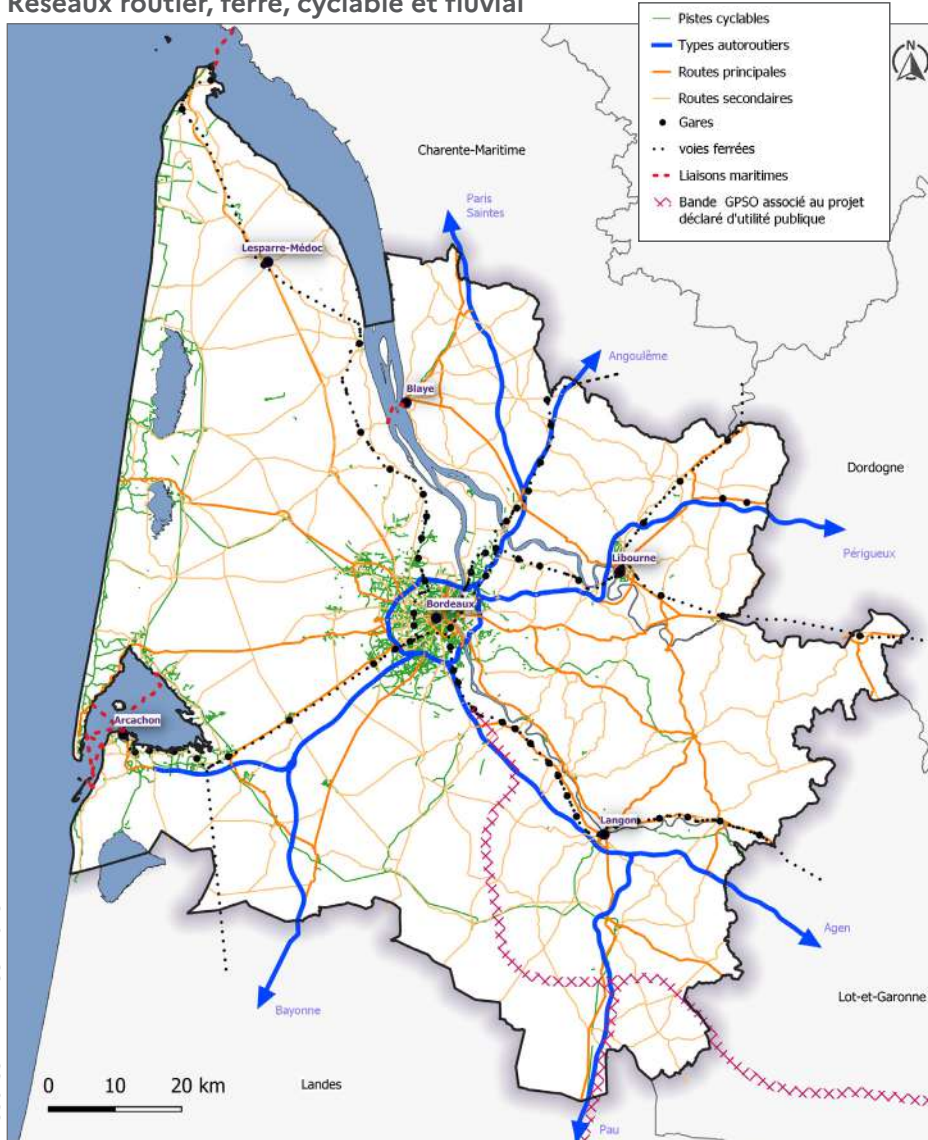 Réseaux routier, ferré, cyclable et fluvial
Pistes cyclables
Types autoroutiers
Routes principales
Routes secondaires
Gares
voies ferrées
Liaisons maritimes
Bande GPSO associé au projet
déclaré d'utilité publique
N
Charente-Maritime
Paris
Saintes
Lesparre-Médoc
Angoulême
Blaye
Dordogne
Périgueux
Libourne
Bordeaux
Arcachon
Langon
Agen
Lot-et-Garonne
Bayonne
0 10 20 km
Landes
Pau